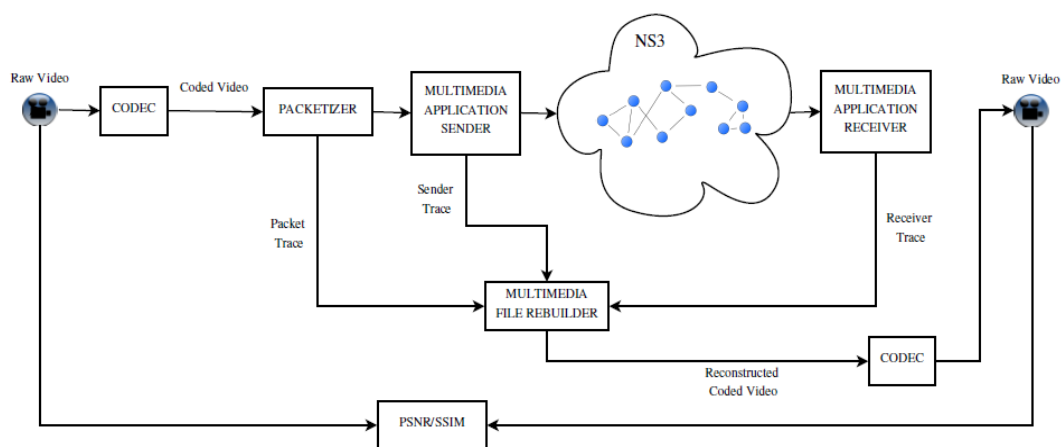 NS3
Raw Video
CODEC
Coded Video
PACKETIZER
MULTIMEDIA
APPLICATION
SENDER
MULTIMEDIA
APPLICATION
RECEIVER
Raw Video
Packet
Trace
Sender
Trace
Receiver
Trace
MULTIMEDIA
FILE REBUILDER
Reconstructed
Coded Video
CODEC
PSNR/SSIM